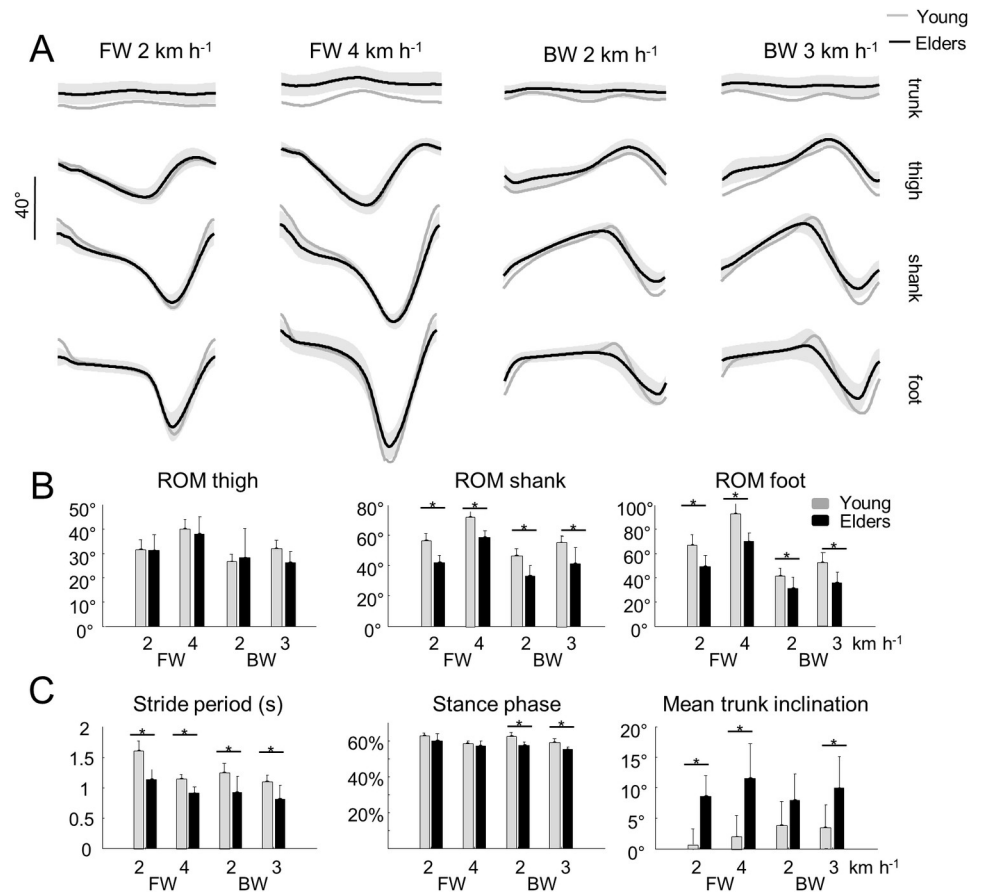 Young
Elders
A
FW 2 km h-1
FW 4 km h-1
BW 2 km h-1
BW 3 km h-1
trunk
thigh
40°
shank
foot
B
ROM thigh
ROM shank
ROM foot
Young
Elders
50°
40°
30°
20°
10°
0°
2 4 2 3
FW BW
80°
60°
40°
20°
0°
* * * *
2 4 2 3
FW BW
100°
80°
60°
40°
20°
0°
* * * *
2 4 2 3 km h-1
FW BW
C
Stride period (s)
Stance phase
Mean trunk inclination
2
1.5
1
0.5
0
* * * *
2 4 2 3
FW BW
60%
40%
20%
* *
2 4 2 3
FW BW
20°
15°
10°
5°
0°
* * *
2 4 2 3 km h-1
FW BW